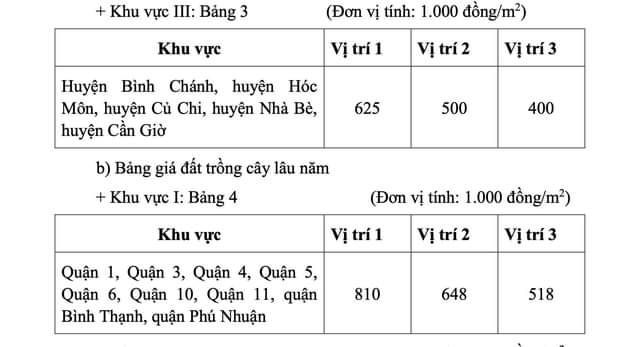 + Khu vực III: Bảng 3 (Đơn vị tính: 1.000 đồng/m²)
Khu vực Vị trí 1 Vị trí 2 Vị trí 3
Huyện Bình Chánh, huyện Hóc
Môn, huyện Củ Chi, huyện Nhà Bè, 625 500 400
huyện Cần Giờ
b) Bảng giá đất trồng cây lâu năm
+ Khu vực I: Bảng 4 (Đơn vị tính: 1.000 đồng/m²)
Khu vực Vị trí 1 Vị trí 2 Vị trí 3
Quận 1, Quận 3, Quận 4, Quận 5,
Quận 6, Quận 10, Quận 11, quận 810 648 518
Bình Thạnh, quận Phú Nhuận